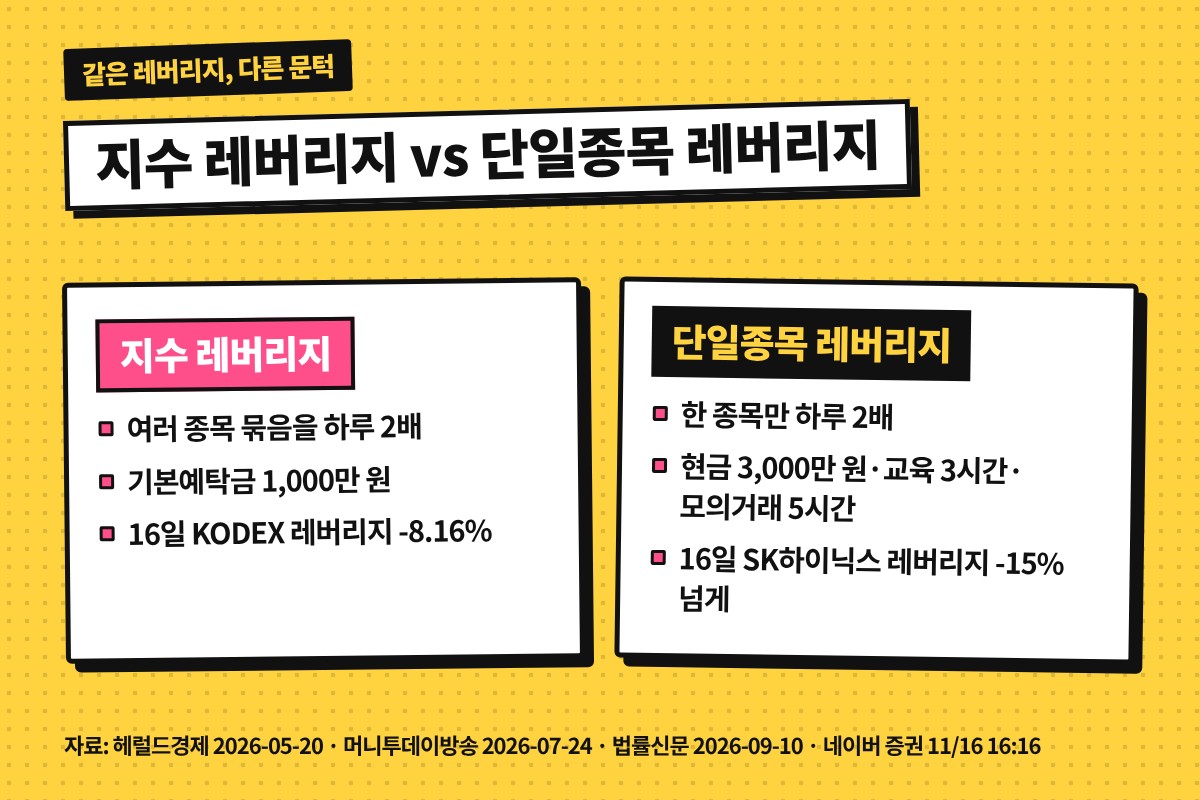 같은 레버리지, 다른 문턱
지수 레버리지 vs 단일종목 레버리지
지수 레버리지
여러 종목 묶음을 하루 2배
기본예탁금 1,000만 원
16일 KODEX 레버리지 -8.16%
단일종목 레버리지
한 종목만 하루 2배
현금 3,000만 원·교육 3시간·
모의거래 5시간
16일 SK하이닉스 레버리지 -15%
넘게
자료: 헤럴드경제 2026-05-20 · 머니투데이방송 2026-07-24 · 법률신문 2026-09-10 · 네이버 증권 11/16 16:16